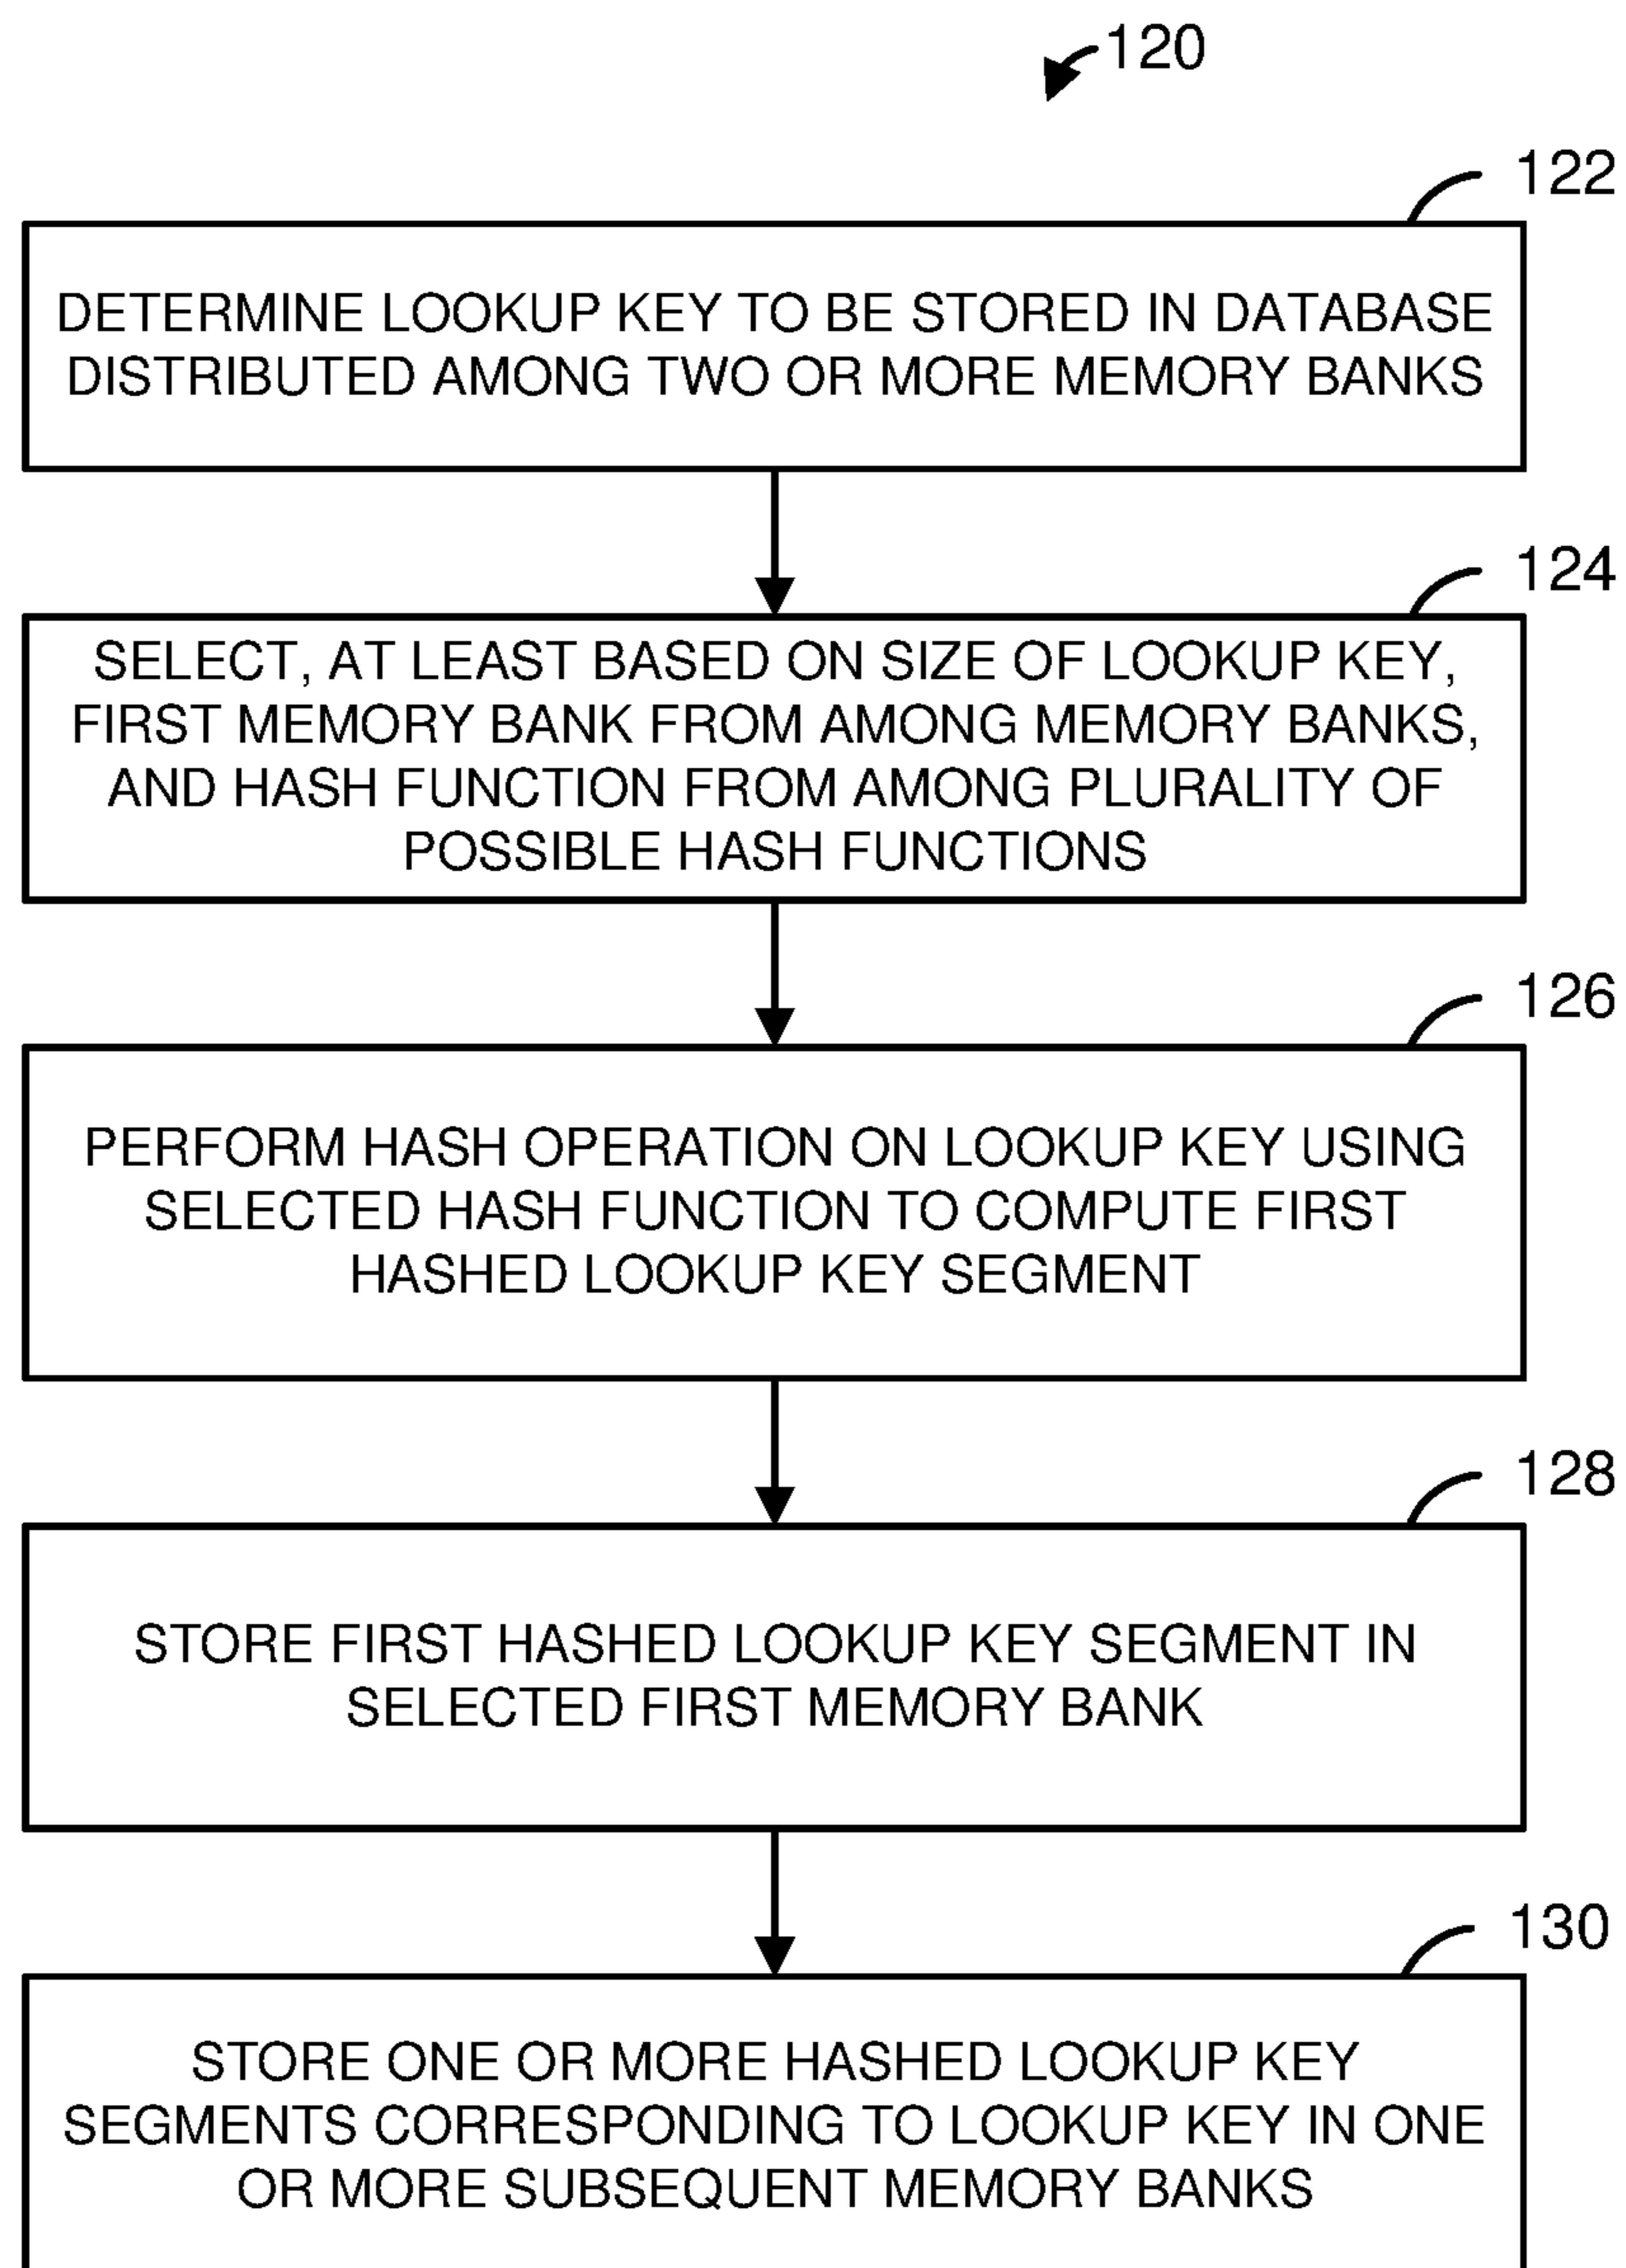 120
122
DETERMINE LOOKUP KEY TO BE STORED IN DATABASE
DISTRIBUTED AMONG TWO OR MORE MEMORY BANKS
124
SELECT, AT LEAST BASED ON SIZE OF LOOKUP KEY,
FIRST MEMORY BANK FROM AMONG MEMORY BANKS,
AND HASH FUNCTION FROM AMONG PLURALITY OF
POSSIBLE HASH FUNCTIONS
126
PERFORM HASH OPERATION ON LOOKUP KEY USING
SELECTED HASH FUNCTION TO COMPUTE FIRST
HASHED LOOKUP KEY SEGMENT
128
STORE FIRST HASHED LOOKUP KEY SEGMENT IN
SELECTED FIRST MEMORY BANK
130
STORE ONE OR MORE HASHED LOOKUP KEY
SEGMENTS CORRESPONDING TO LOOKUP KEY IN ONE
OR MORE SUBSEQUENT MEMORY BANKS